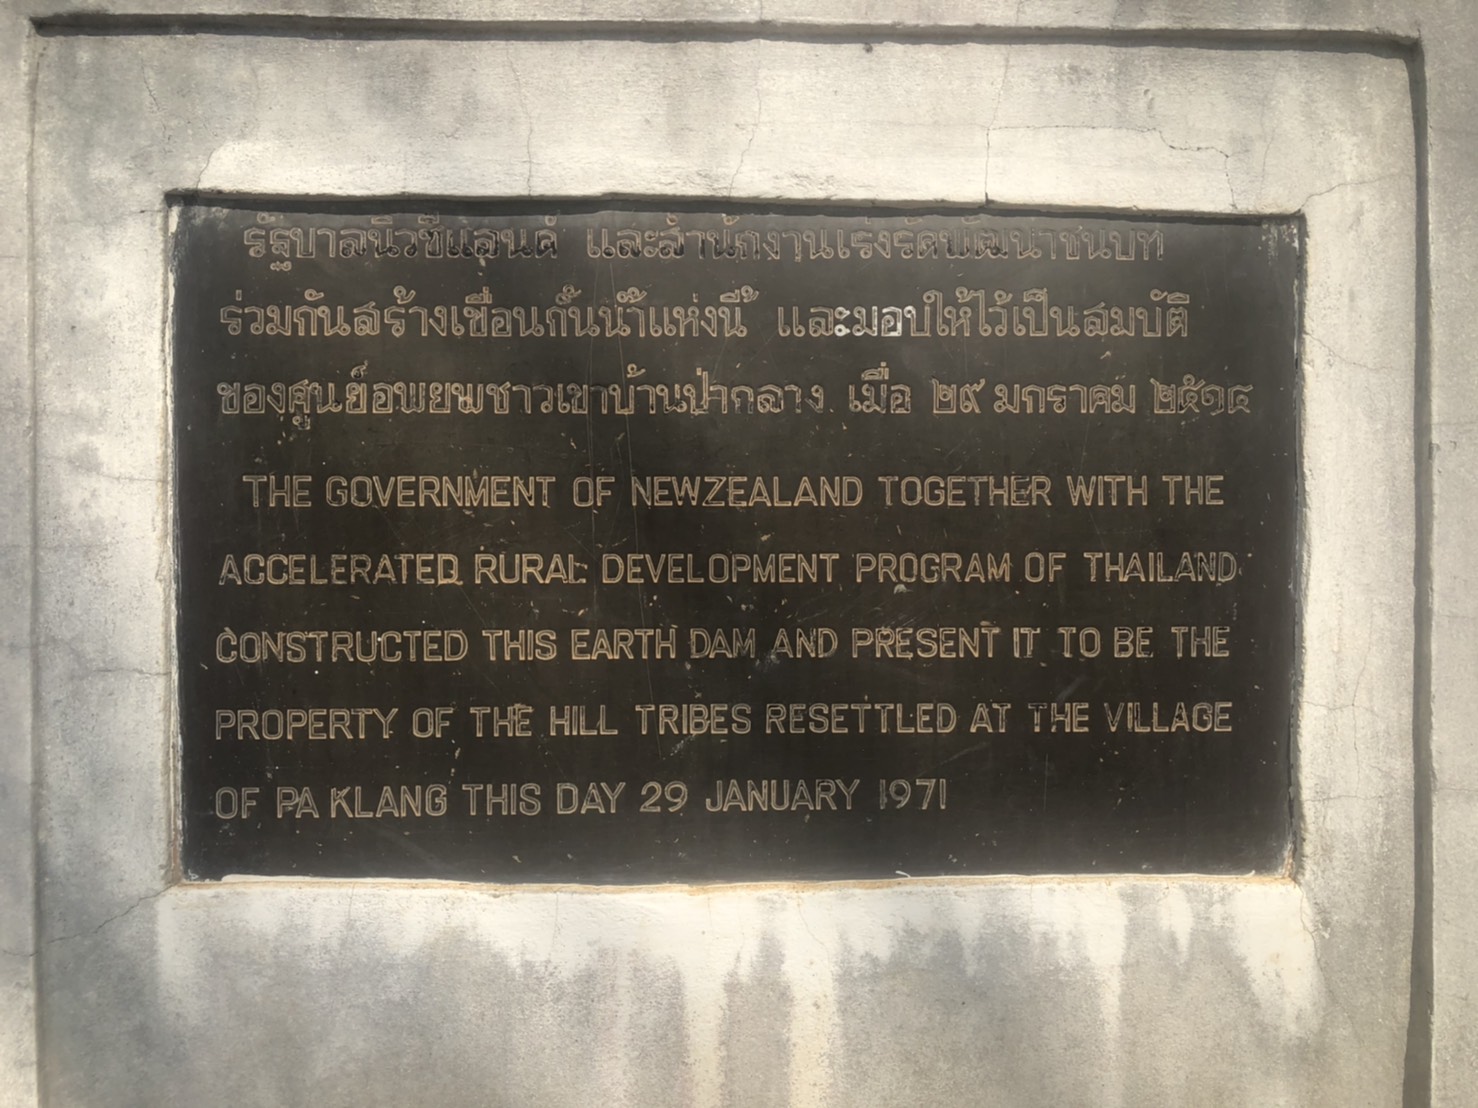 รัฐบาลนิวซีแลนด์ และสำนักงานเร่งรัดพัฒนาชนบท
ร่วมกันสร้างเขื่อนกั้นน้ำแห่งนี้ และมอบให้ไว้เป็นสมบัติ
ของศูนย์อพยพชาวเขาบ้านป่ากลาง เมื่อ ๒๙ มกราคม ๒๕๑๔
THE GOVERNMENT OF NEWZEALAND TOGETHER WITH THE
ACCELERATED RURAL DEVELOPMENT PROGRAM OF THAILAND
CONSTRUCTED THIS EARTH DAM AND PRESENT IT TO BE THE
PROPERTY OF THE HILL TRIBES RESETTLED AT THE VILLAGE
OF PA KLANG THIS DAY 29 JANUARY 1971